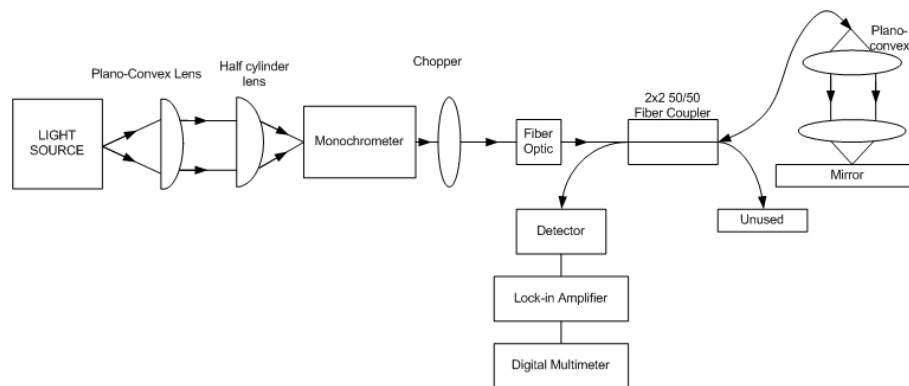 Plano-Convex Lens
Half cylinder
lens
Chopper
2x2 50/50
Fiber Coupler
Plano-
convex
LIGHT
SOURCE
Monochrometer
Fiber
Optic
Mirror
Detector
Unused
Lock-in Amplifier
Digital Multimeter